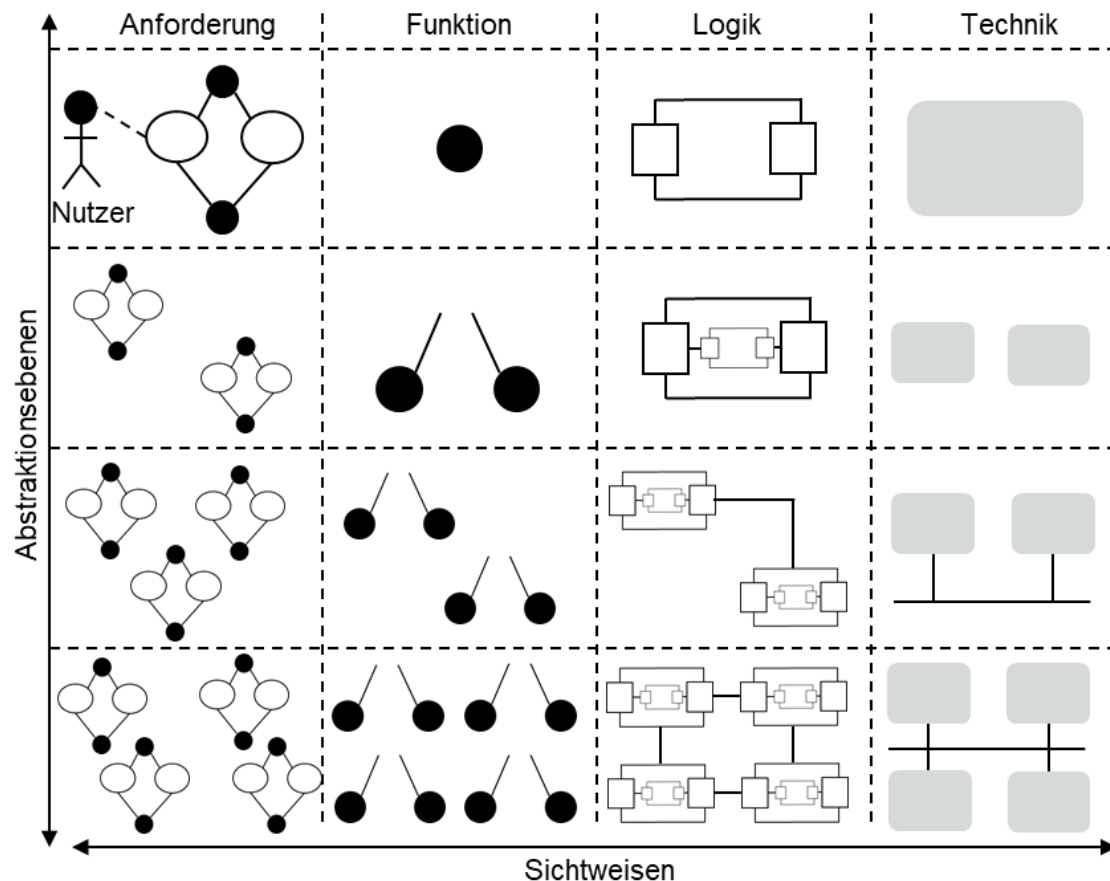 Anforderung
Funktion
Logik
Technik
Nutzer
Abstraktionsebenen
Sichtweisen